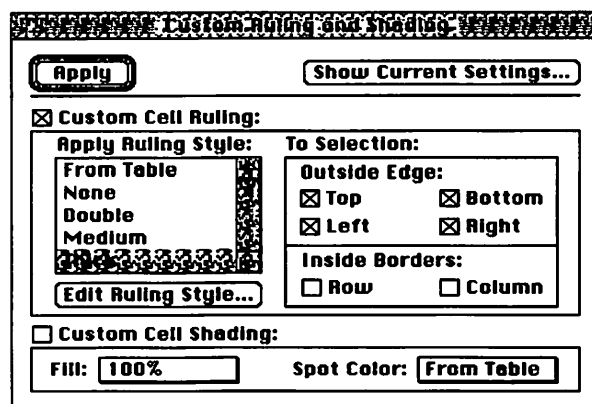 Custom Ruling and Shading
Apply
Show Current Settings...
Custom Cell Ruling:
Apply Ruling Style:
To Selection:
From Table
None
Double
Medium
Outside Edge:
Top
Bottom
Left
Right
Inside Borders:
Row
Column
Edit Ruling Style...
Custom Cell Shading:
Fill: 100%
Spot Color: From Table